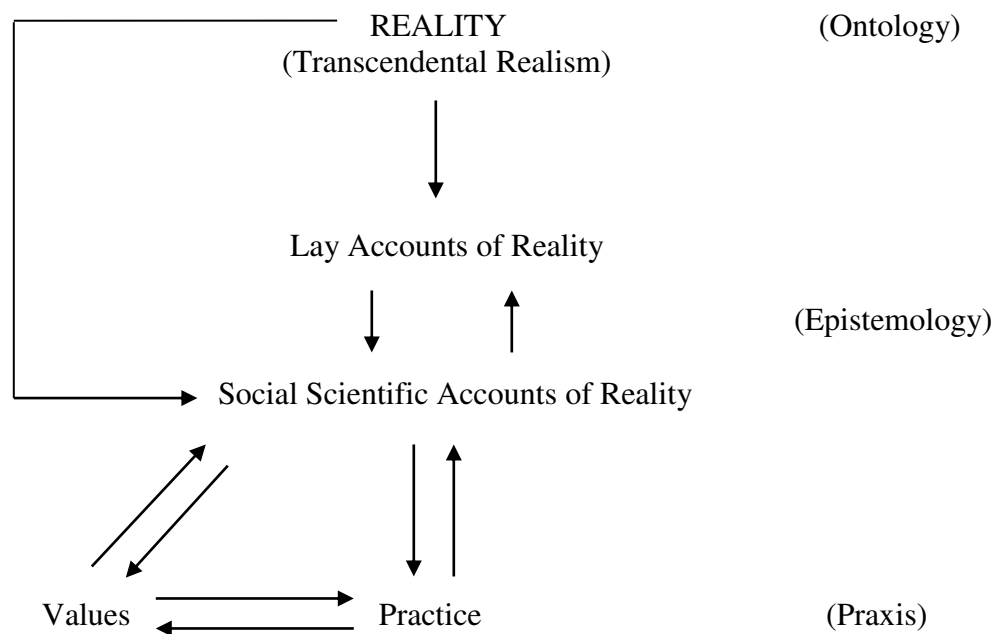 REALITY (Ontology)
(Transcendental Realism)
Lay Accounts of Reality
(Epistemology)
Social Scientific Accounts of Reality
Values Practice (Praxis)